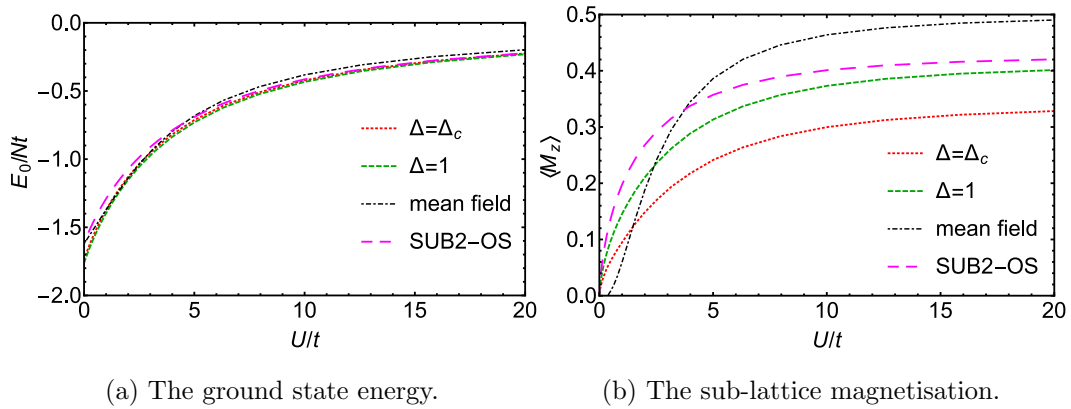 0.0
−0.5
−1.0
−1.5
−2.0
E₀/Nt
0
5
10
15
20
U/t
Δ=Δc
Δ=1
mean field
SUB2−OS
0.5
0.4
0.3
0.2
0.1
0.0
⟨Mz⟩
0
5
10
15
20
U/t
Δ=Δc
Δ=1
mean field
SUB2−OS
(a) The ground state energy.
(b) The sub-lattice magnetisation.